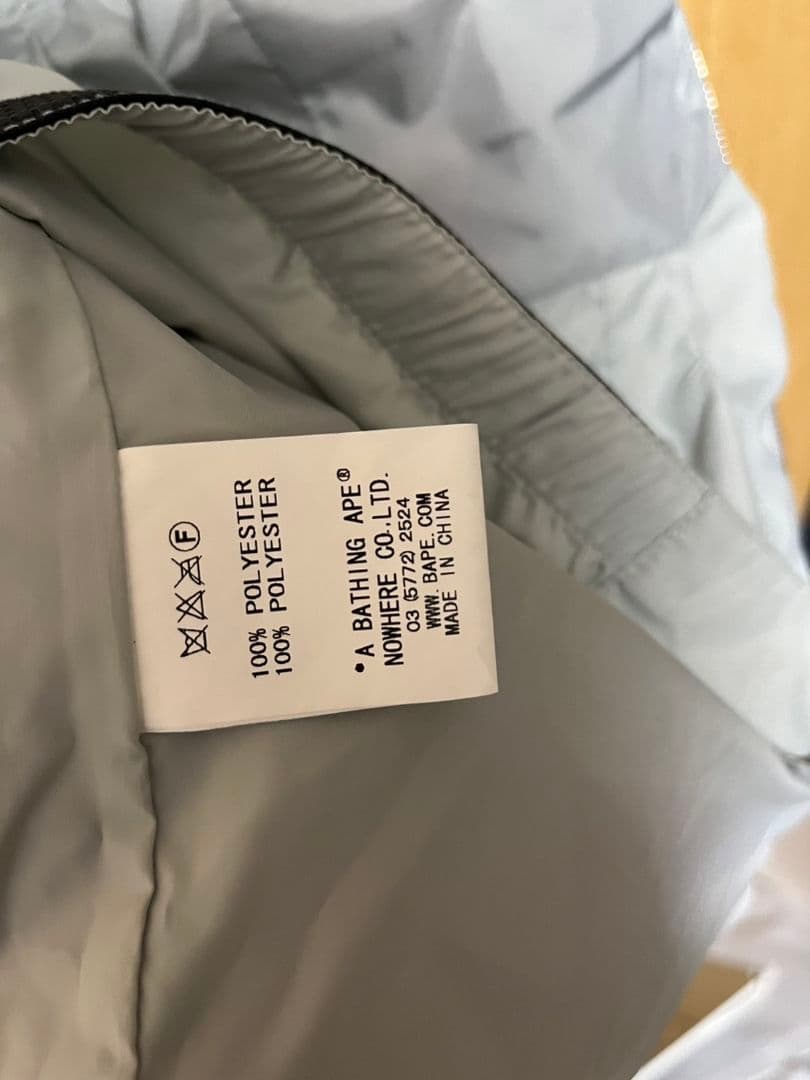 Ⓕ
100% POLYESTER
100% POLYESTER
•A BATHING APE®
NOWHERE CO.,LTD.
03 (5772) 2524
WWW. BAPE. COM
MADE IN CHINA